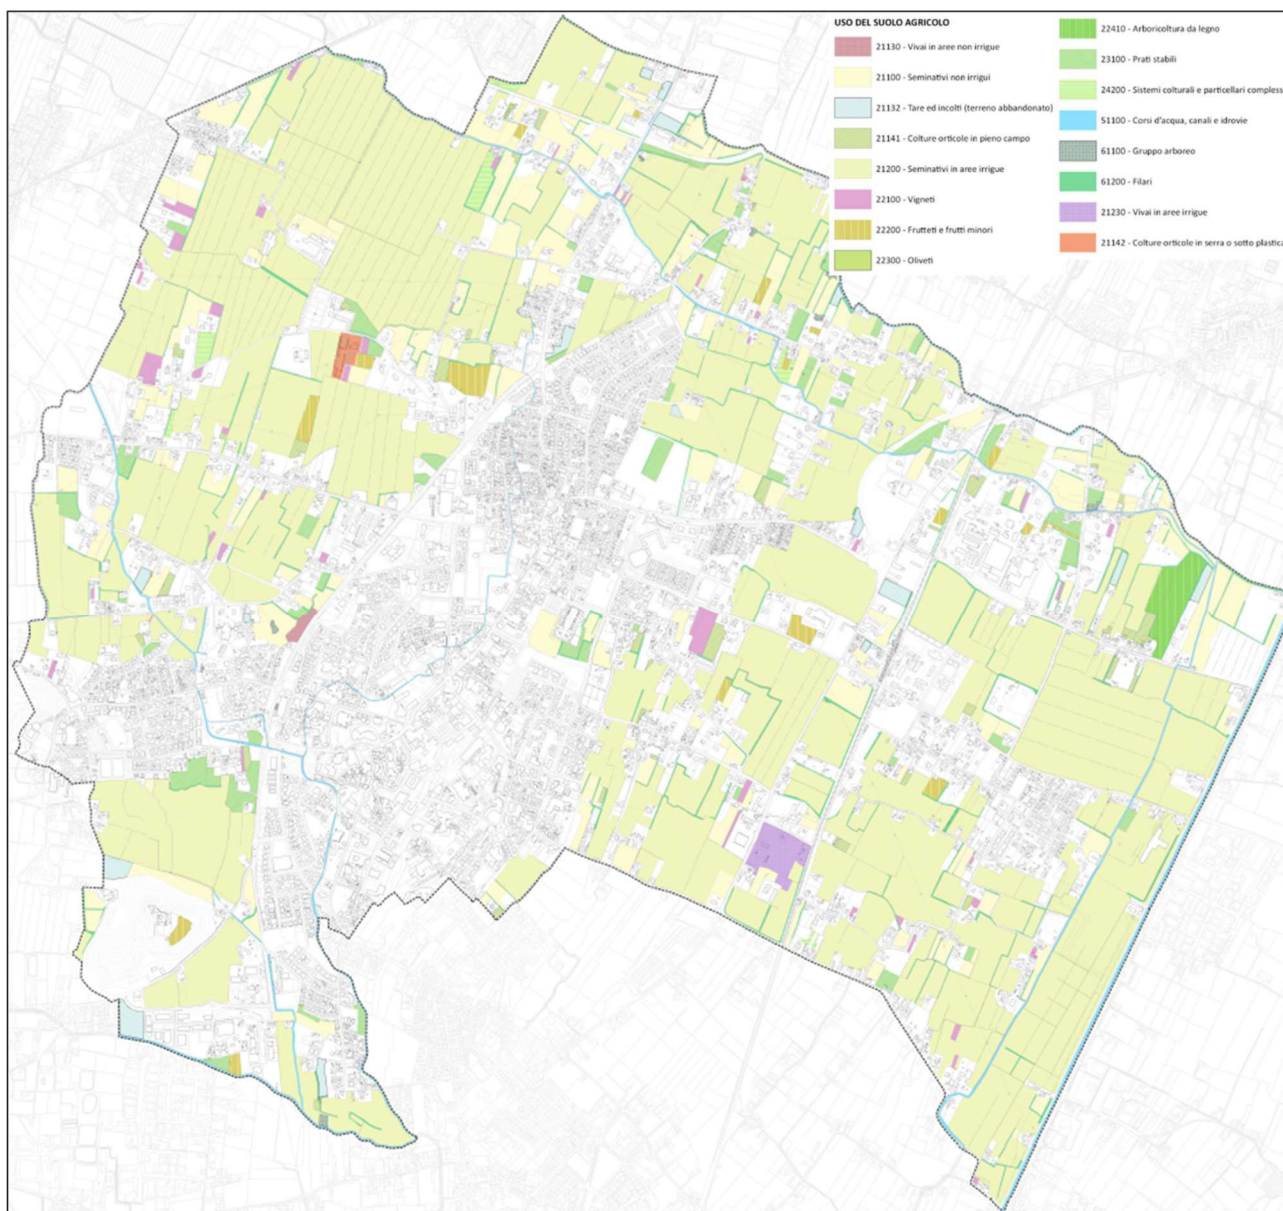 USO DEL SUOLO AGRICOLO
21130 - Vivai in aree non irrigue
21100 - Seminativi non irrigui
21132 - Tare ed incolti (terreno abbandonato)
21141 - Colture orticole in pieno campo
21200 - Seminativi in aree irrigue
22100 - Vigneti
22200 - Frutteti e frutti minori
22300 - Oliveti
22410 - Arboricoltura da legno
23100 - Prati stabili
24200 - Sistemi colturali e particellari compless
51100 - Corsi d'acqua, canali e idrovie
61100 - Gruppo arboreo
61200 - Filari
21230 - Vivai in aree irrigue
21142 - Colture orticole in serra o sotto plastica